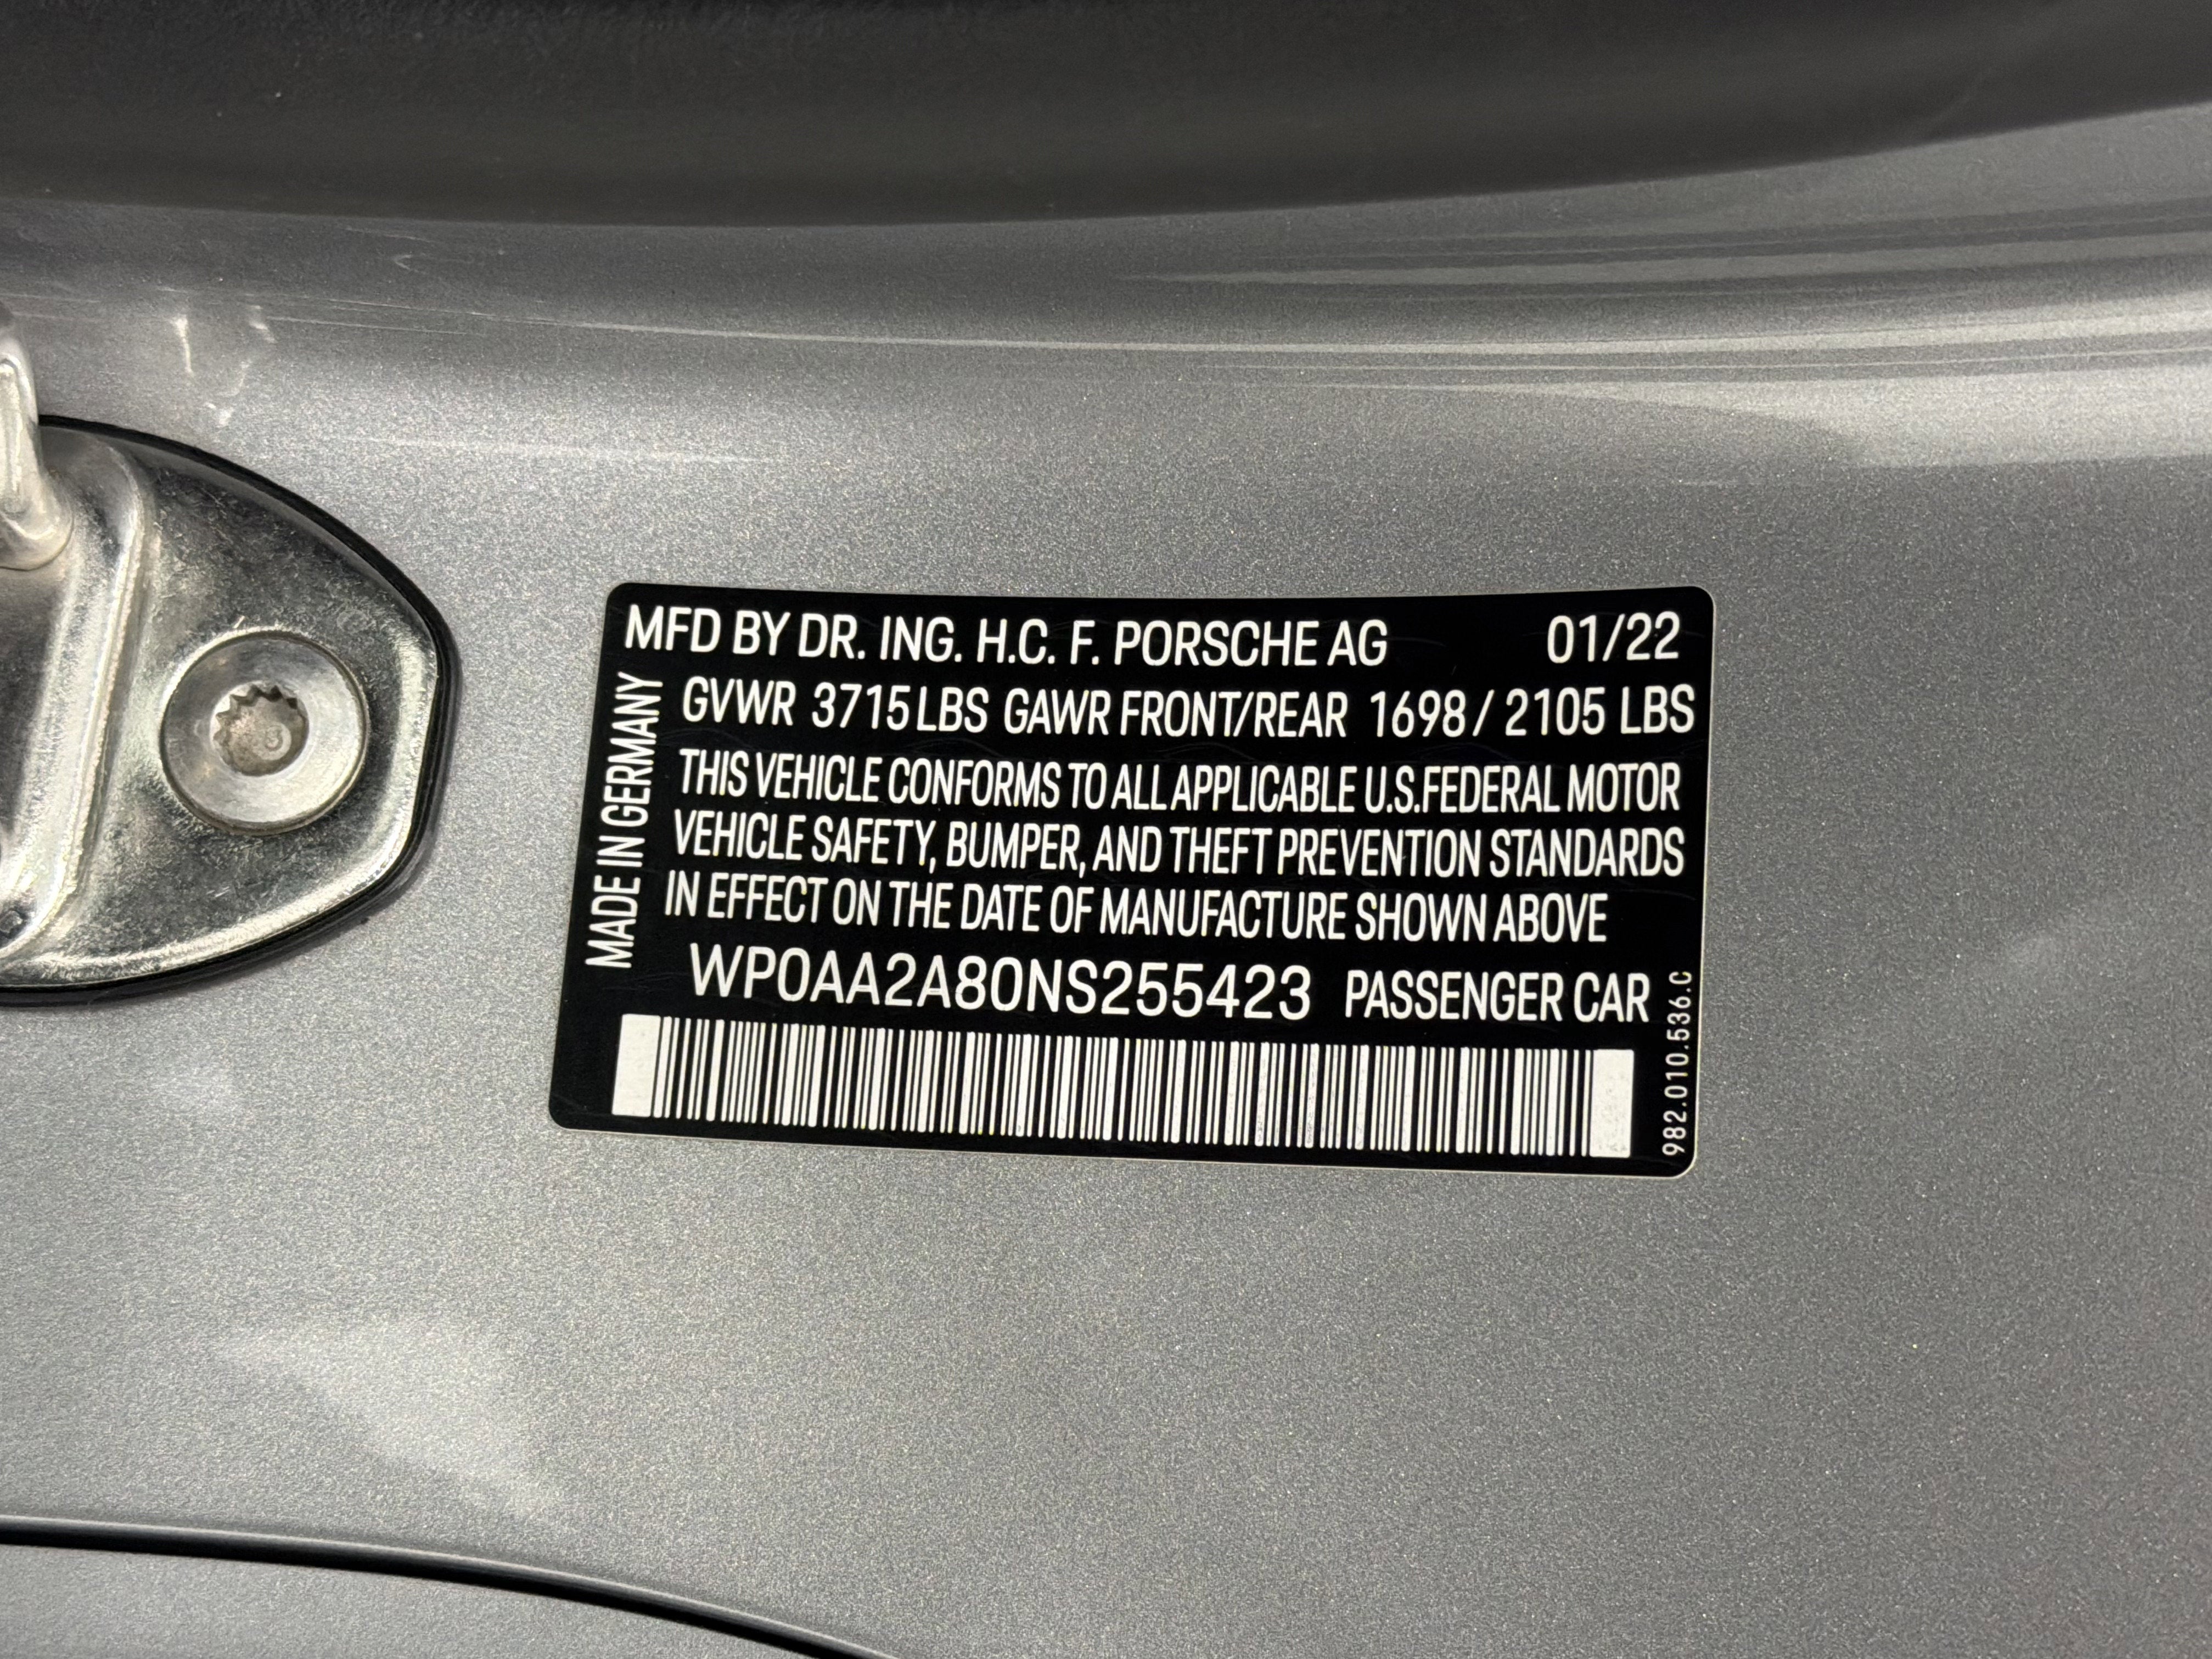 MFD BY DR. ING. H.C. F. PORSCHE AG 01/22
GVWR 3715 LBS GAWR FRONT/REAR 1698 / 2105 LBS
THIS VEHICLE CONFORMS TO ALL APPLICABLE U.S.FEDERAL MOTOR
VEHICLE SAFETY, BUMPER, AND THEFT PREVENTION STANDARDS
IN EFFECT ON THE DATE OF MANUFACTURE SHOWN ABOVE
WP0AA2A80NS255423 PASSENGER CAR
MADE IN GERMANY
982.010.536.C